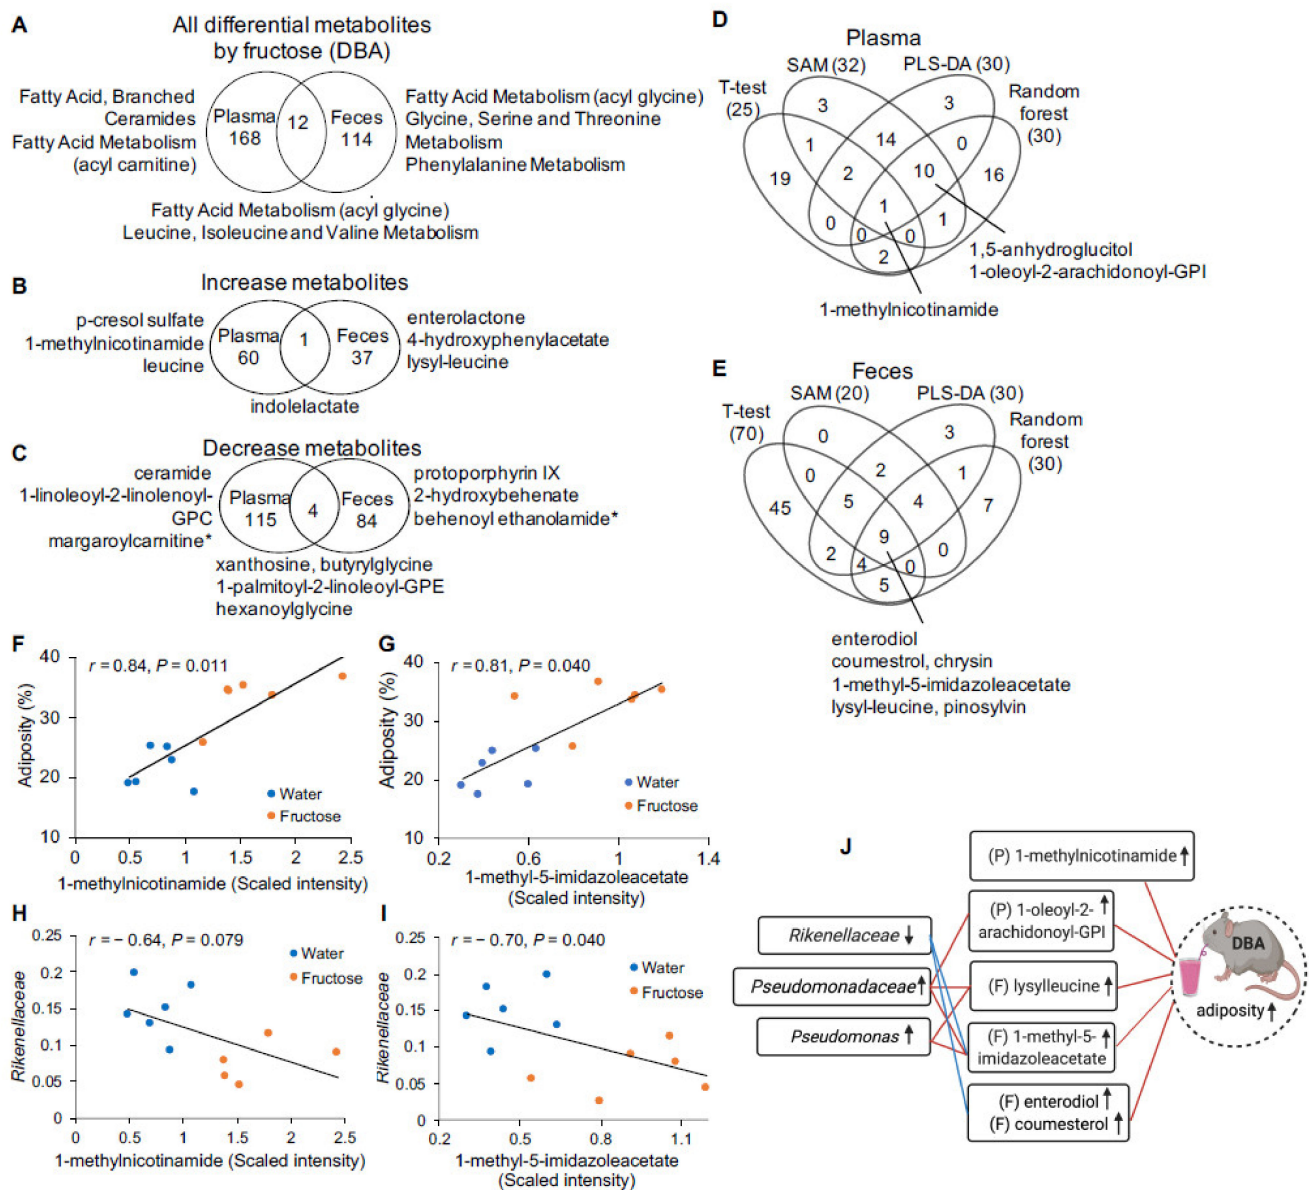 A
All differential metabolites
by fructose (DBA)
Fatty Acid, Branched
Ceramides
Fatty Acid Metabolism
(acyl carnitine)
Plasma
168
12
Feces
114
Fatty Acid Metabolism (acyl glycine)
Glycine, Serine and Threonine
Metabolism
Phenylalanine Metabolism
Fatty Acid Metabolism (acyl glycine)
Leucine, Isoleucine and Valine Metabolism
B
Increase metabolites
p-cresol sulfate
1-methylnicotinamide
leucine
Plasma
60
1
Feces
37
enterolactone
4-hydroxyphenylacetate
lysyl-leucine
indolelactate
C
Decrease metabolites
ceramide
1-linoleoyl-2-linolenoyl-
GPC
margaroylcarnitine*
Plasma
115
4
Feces
84
protoporphyrin IX
2-hydroxybehenate
behenoyl ethanolamide*
xanthosine, butyrylglycine
1-palmitoyl-2-linoleoyl-GPE
hexanoylglycine
D
Plasma
SAM (32)
PLS-DA (30)
T-test
(25)
Random
forest
(30)
3
3
1
14
0
19
2
10
16
1
0
0
0
1
2
1,5-anhydroglucitol
1-oleoyl-2-arachidonoyl-GPI
1-methylnicotinamide
E
Feces
SAM (20)
PLS-DA (30)
T-test
(70)
Random
forest
(30)
0
3
0
2
1
45
5
4
7
9
2
4
0
0
5
enterodiol
coumestrol, chrysin
1-methyl-5-imidazoleacetate
lysyl-leucine, pinosylvin
F
r = 0.84, P = 0.011
Adiposity (%)
40
30
20
10
0
0.5
1
1.5
2
2.5
Water
Fructose
1-methylnicotinamide (Scaled intensity)
G
r = 0.81, P = 0.040
Adiposity (%)
40
30
20
10
0.2
0.6
1
1.4
Water
Fructose
1-methyl-5-imidazoleacetate
(Scaled intensity)
H
r = – 0.64, P = 0.079
Rikenellaceae
0.25
0.2
0.15
0.1
0.05
0
0
0.5
1
1.5
2
2.5
Water
Fructose
1-methylnicotinamide (Scaled intensity)
I
r = – 0.70, P = 0.040
Rikenellaceae
0.25
0.2
0.15
0.1
0.05
0
0.2
0.5
0.8
1.1
Water
Fructose
1-methyl-5-imidazoleacetate
(Scaled intensity)
J
Rikenellaceae ↓
Pseudomonadaceae ↑
Pseudomonas ↑
(P) 1-methylnicotinamide ↑
(P) 1-oleoyl-2- ↑
arachidonoyl-GPI
(F) lysylleucine ↑
(F) 1-methyl-5- ↑
imidazoleacetate
(F) enterodiol ↑
(F) coumesterol ↑
DBA
adiposity ↑